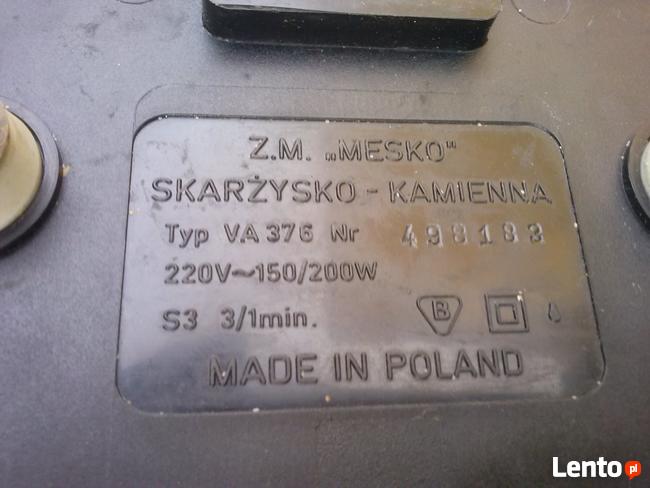 Z.M. „MESKO"
SKARŻYSKO - KAMIENNA
Typ VA 376 Nr 498183
220V~150/200W
S3 3/1min.
B
MADE IN POLAND
Lento.pl